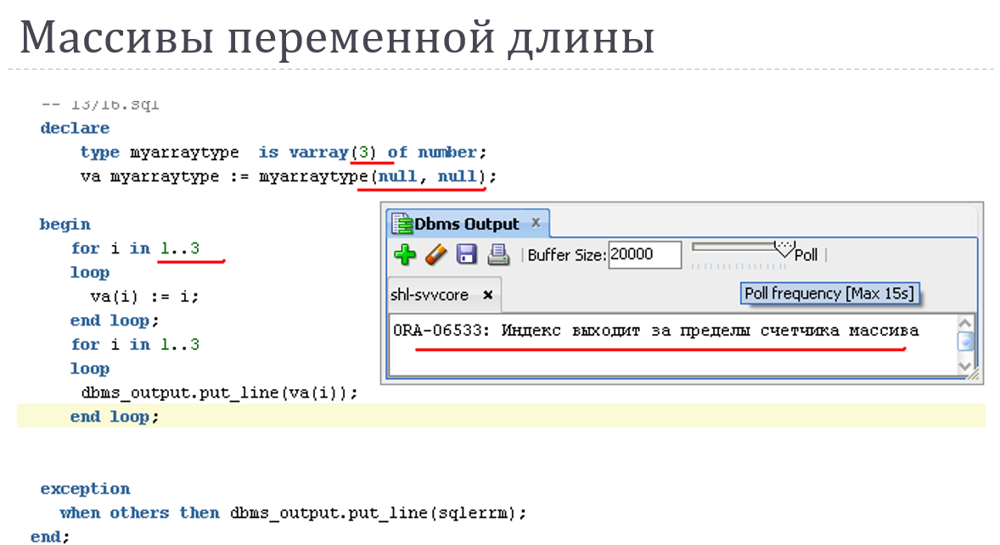 Массивы переменной длины
-- 13/16.sql
declare
type myarraytype is varray(3) of number;
va myarraytype := myarraytype(null, null);
begin
for i in 1..3
loop
va(i) := i;
end loop;
for i in 1..3
loop
dbms_output.put_line(va(i));
end loop;
exception
when others then dbms_output.put_line(sqlerrm);
end;
Dbms Output x
Buffer Size: 20000 Poll
shl-svvcore
Poll frequency [Max 15s]
ORA-06533: Индекс выходит за пределы счетчика массива